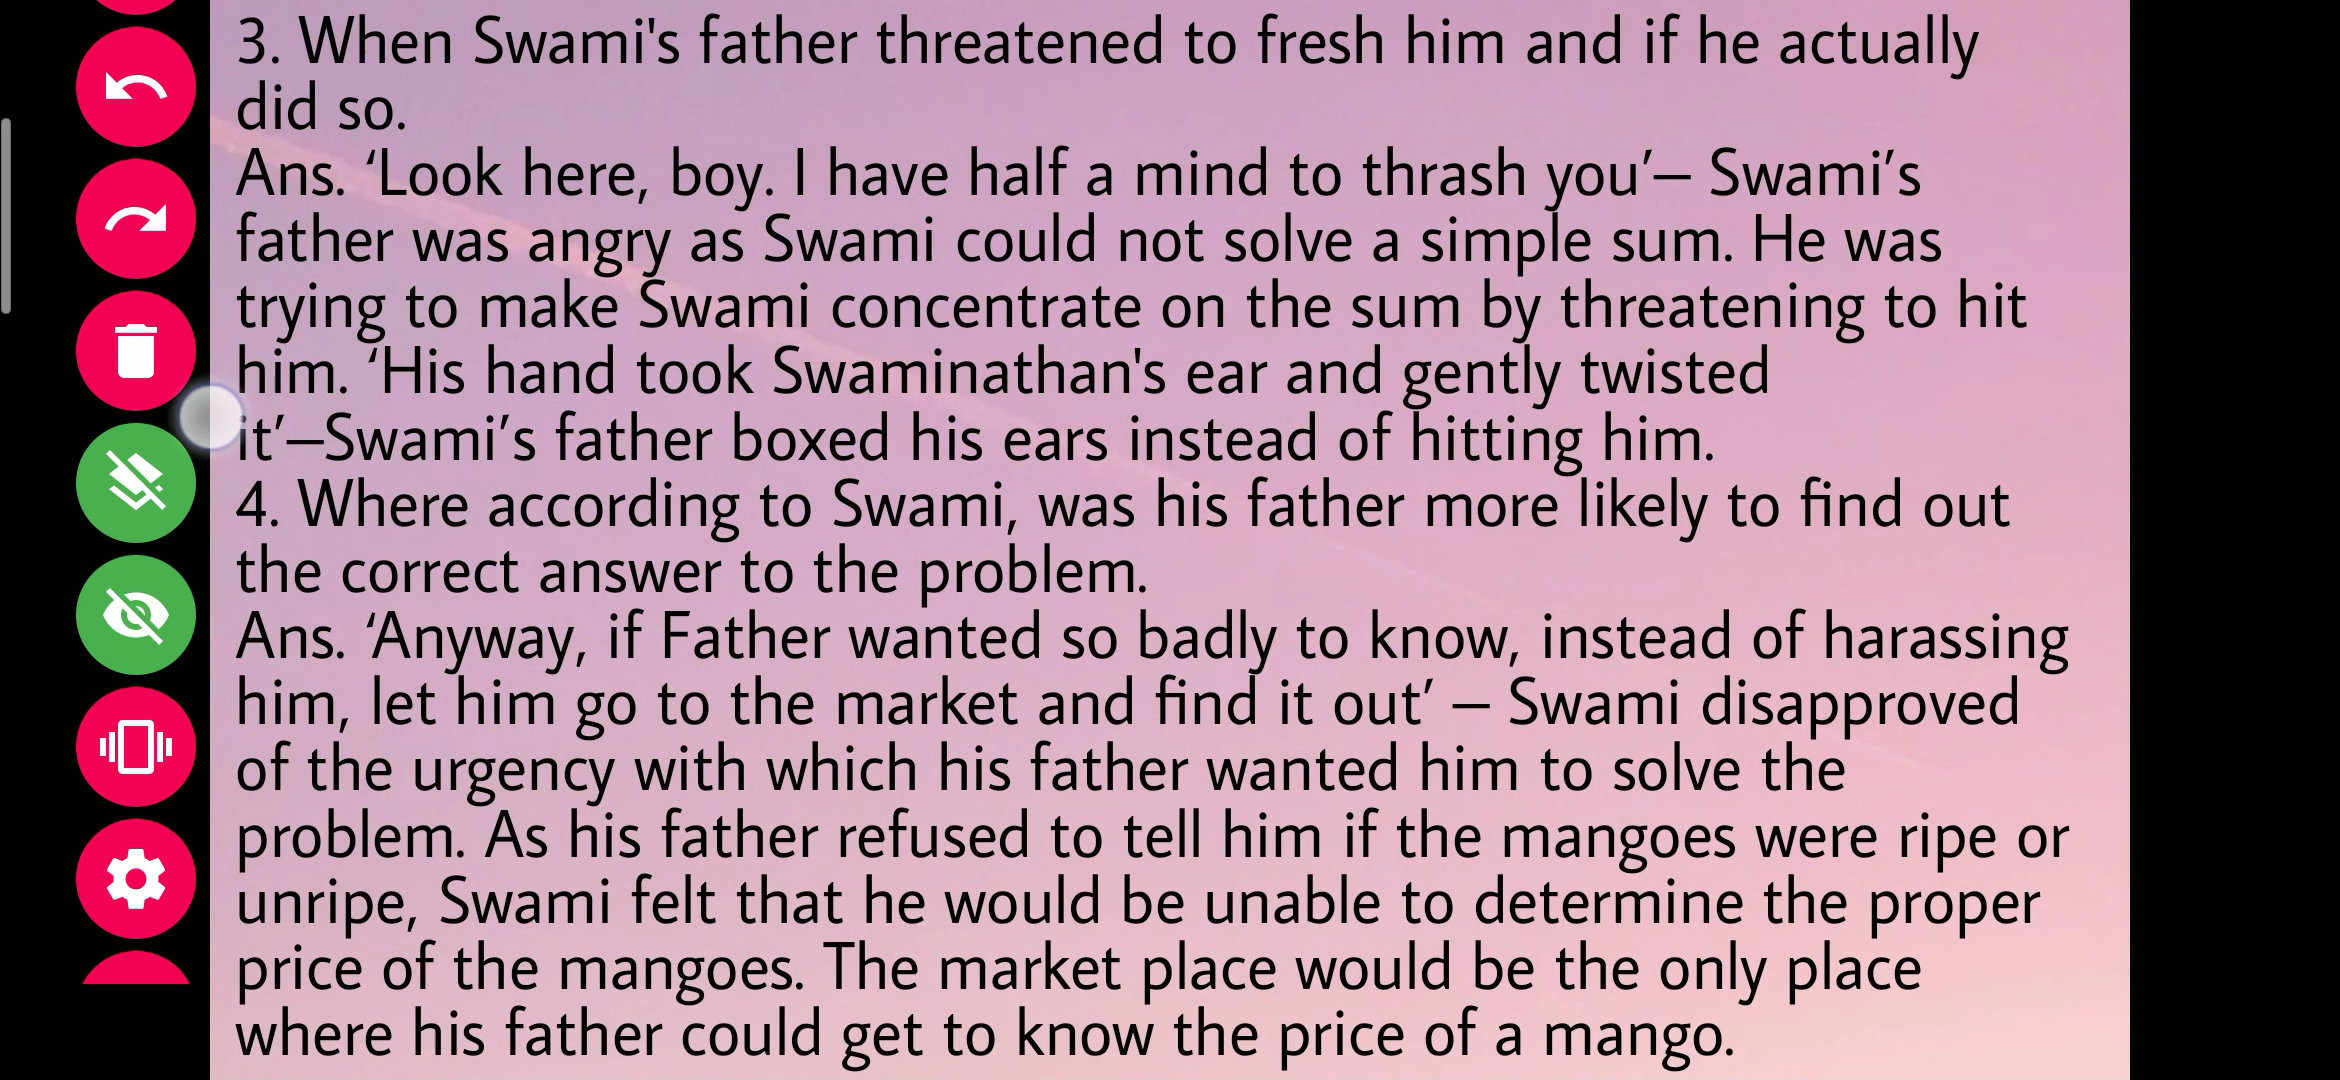 3. When Swami's father threatened to fresh him and if he actually
did so.
Ans. ‘Look here, boy. I have half a mind to thrash you’– Swami’s
father was angry as Swami could not solve a simple sum. He was
trying to make Swami concentrate on the sum by threatening to hit
him. ‘His hand took Swaminathan's ear and gently twisted
it’–Swami’s father boxed his ears instead of hitting him.
4. Where according to Swami, was his father more likely to find out
the correct answer to the problem.
Ans. ‘Anyway, if Father wanted so badly to know, instead of harassing
him, let him go to the market and find it out’ – Swami disapproved
of the urgency with which his father wanted him to solve the
problem. As his father refused to tell him if the mangoes were ripe or
unripe, Swami felt that he would be unable to determine the proper
price of the mangoes. The market place would be the only place
where his father could get to know the price of a mango.